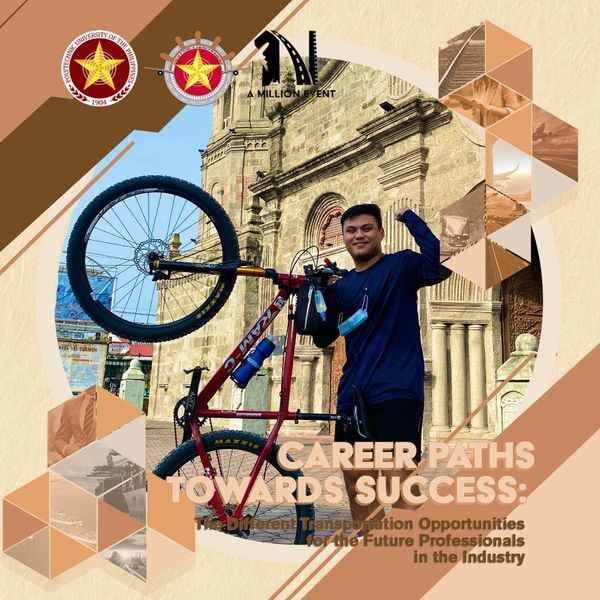 POLYTECHNIC UNIVERSITY OF THE PHILIPPINES
1904
A MILLION EVENT
MAXXIS
MAXXIS
CAREER PATHS
TOWARDS SUCCESS:
The Different Transportation Opportunities
for the Future Professionals
in the Industry